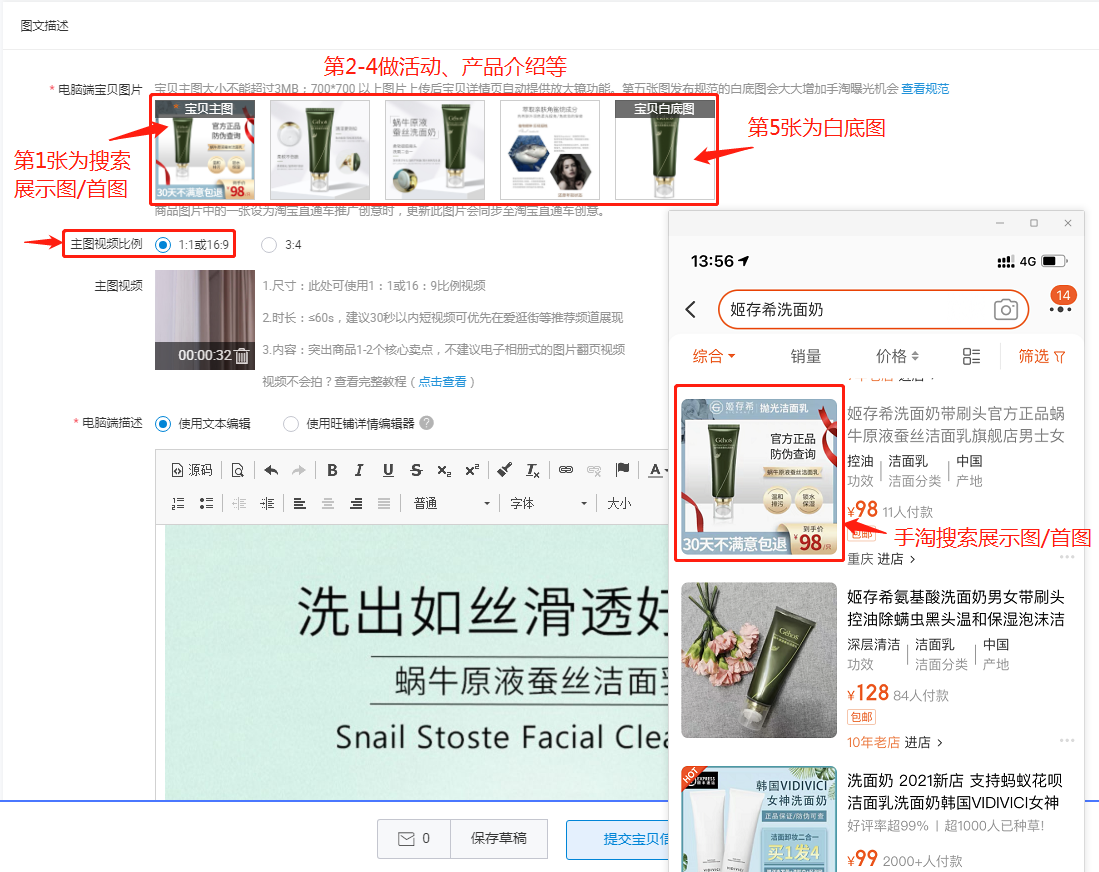 图文描述
第2-4做活动、产品介绍等
* 电脑端宝贝图片
宝贝主图大小不能超过3MB；700*700 以上图片上传后宝贝详情页自动提供放大镜功能。第五张图发布规范的白底图会大大增加手淘曝光机会 查看规范
宝贝主图
官方正品
防伪查询
30天不满意包退
98
蜗牛原液
蚕丝洗面奶
宝贝白底图
第5张为白底图
第1张为搜索
展示图/首图
商品图片中的一张设为淘宝直通车推广创意时，更新此图片会同步至淘宝直通车创意。
主图视频比例
1:1或16:9
3:4
主图视频
00:00:32
1.尺寸：此处可使用1：1或16：9比例视频
2.时长：≤60s，建议30秒以内短视频可优先在爱逛街等推荐频道展现
3.内容：突出商品1-2个核心卖点，不建议电子相册式的图片翻页视频
视频不会拍？查看完整教程（点击查看）
* 电脑端描述
使用文本编辑
使用旺铺详情编辑器
源码
普通
字体
大小
洗出如丝滑透好
蜗牛原液蚕丝洁面
Snail Stoste Facial Clea
0
保存草稿
提交宝贝信
13:56
4G
姬存希洗面奶
14
综合
销量
价格
筛选
姬存希
抛光洁面乳
官方正品
防伪查询
蜗牛原液蚕丝洁面乳
温和
锁水
保湿
到手价
30天不满意包退
¥98/只
姬存希洗面奶带刷头官方正品蜗
牛原液蚕丝洁面乳旗舰店男士女
控油 洁面乳 中国
功效 洁面分类 产地
¥98 11人付款
包邮
重庆 进店 >
手淘搜索展示图/首图
姬存希氨基酸洗面奶男女带刷头
控油除螨虫黑头温和保湿泡沫洁
深层清洁 洁面乳 中国
功效 洁面分类 产地
¥128 84人付款
包邮
10年老店 进店 >
HOT
韩国VIDIVICI
女神洗面奶
正品保证/防伪可查
洁面卸妆二合一
买1发4
洗面奶 2021新店 支持蚂蚁花呗
洁面乳洗面奶韩国VIDIVICI女神
好评率超99%｜超1000人已种草!
¥99 2000+人付款